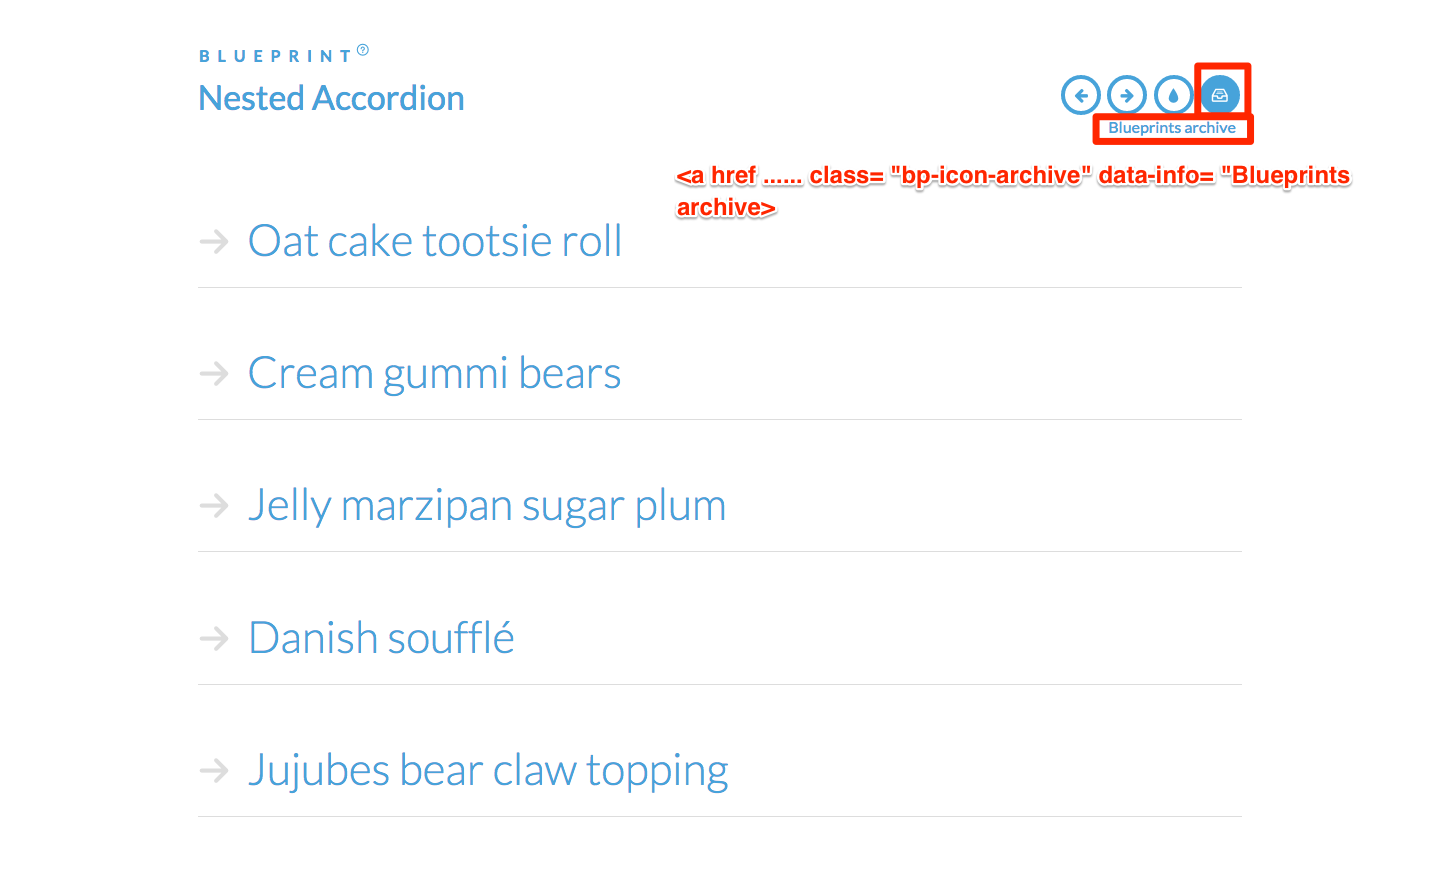 BLUEPRINT?
Nested Accordion
Blueprints archive
<a href ...... class= "bp-icon-archive" data-info= "Blueprints
archive>
Oat cake tootsie roll
Cream gummi bears
Jelly marzipan sugar plum
Danish soufflé
Jujubes bear claw topping